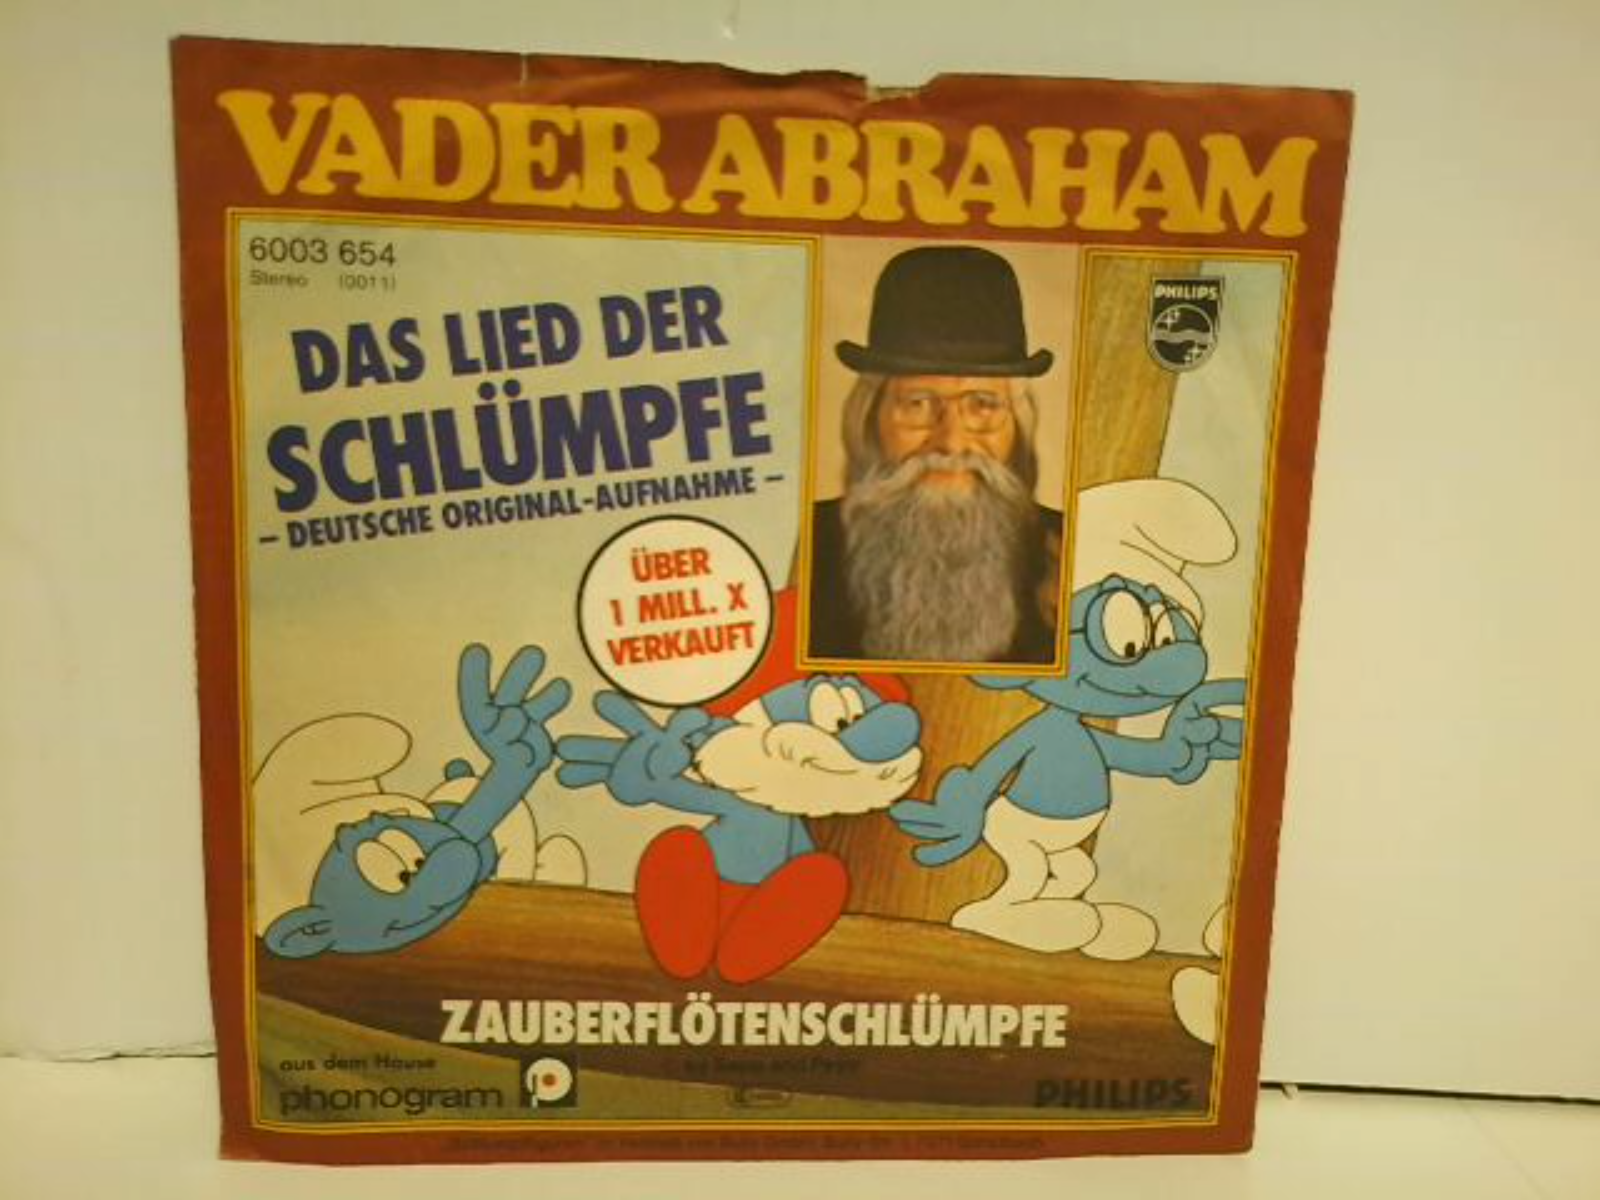 VADER ABRAHAM
6003 654
Stereo (0011)
PHILIPS
DAS LIED DER
SCHLÜMPFE
– DEUTSCHE ORIGINAL-AUFNAHME –
ÜBER
1 MILL. X
VERKAUFT
ZAUBERFLÖTENSCHLÜMPFE
aus dem Hause
phonogram
PHILIPS